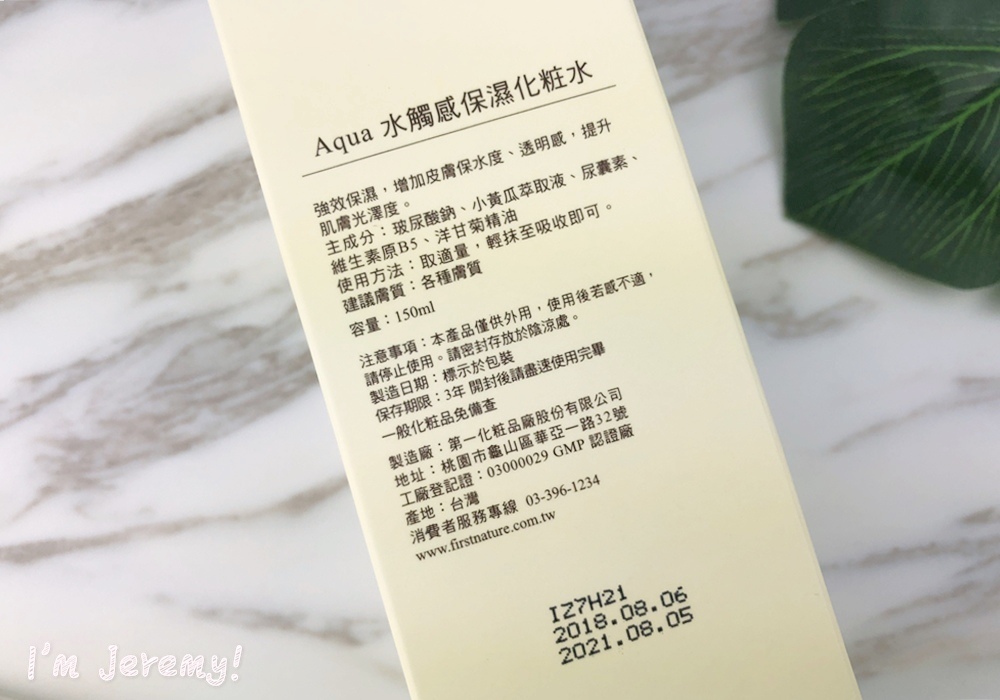 Aqua 水觸感保濕化粧水
強效保濕，增加皮膚保水度、透明感，提升
肌膚光澤度。
主成分：玻尿酸鈉、小黃瓜萃取液、尿囊素、
維生素原B5、洋甘菊精油
使用方法：取適量，輕抹至吸收即可。
建議膚質：各種膚質
容量：150ml
注意事項：本產品僅供外用，使用後若感不適，
請停止使用。請密封存放於陰涼處。
製造日期：標示於包裝
保存期限：3年 開封後請盡速使用完畢
一般化粧品免備查
製造廠：第一化粧品廠股份有限公司
地址：桃園市龜山區華亞一路32號
工廠登記證：03000029 GMP 認證廠
產地：台灣
消費者服務專線 03-396-1234
www.firstnature.com.tw
IZ7H21
2018.08.06
2021.08.05
I'm Jeremy!